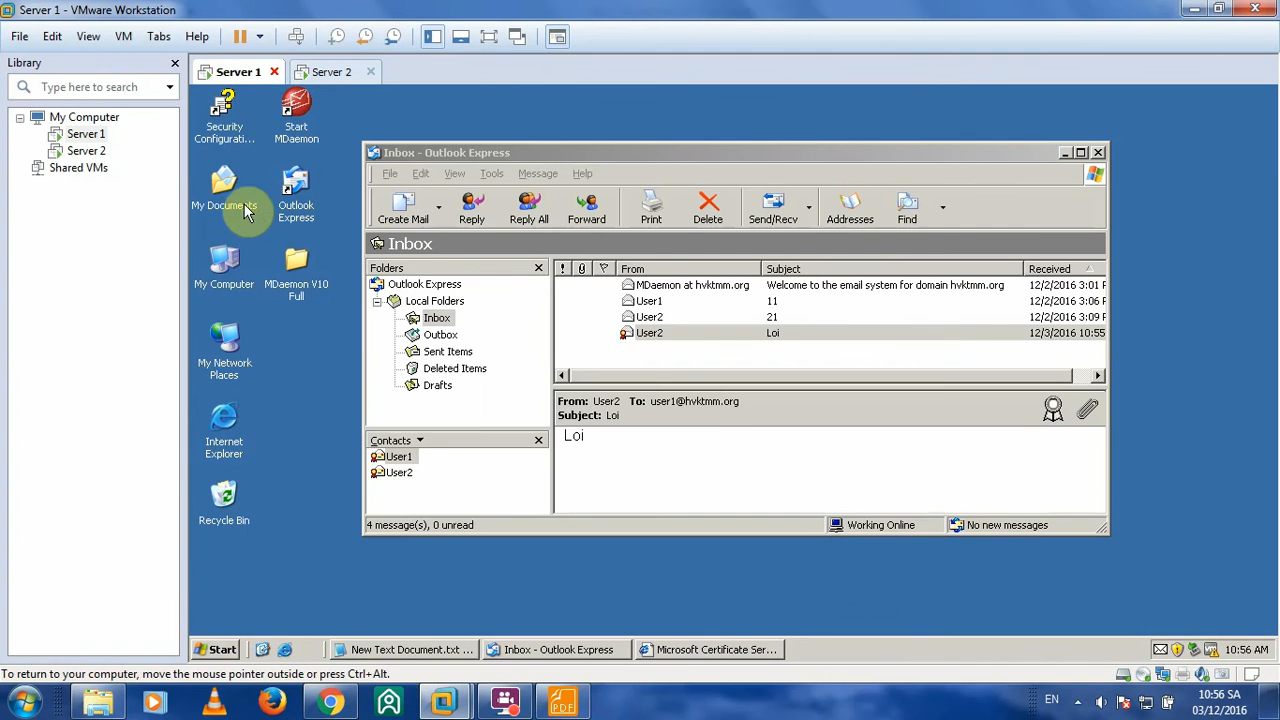 Server 1 - VMware Workstation
File Edit View VM Tabs Help
Library
Type here to search
My Computer
Server 1
Server 2
Shared VMs
Server 1
Server 2
Security
Configurati...
Start
MDaemon
My Documents
Outlook
Express
My Computer
MDaemon V10
Full
My Network
Places
Internet
Explorer
Recycle Bin
Inbox - Outlook Express
File Edit View Tools Message Help
Create Mail Reply Reply All Forward Print Delete Send/Recv Addresses Find
Inbox
Folders
Outlook Express
Local Folders
Inbox
Outbox
Sent Items
Deleted Items
Drafts
Contacts
User1
User2
! From Subject Received
MDaemon at hvktmm.org Welcome to the email system for domain hvktmm.org 12/2/2016 3:01 P
User1 11 12/2/2016 3:06 P
User2 21 12/2/2016 3:09 P
User2 Loi 12/3/2016 10:55
From: User2 To: user1@hvktmm.org
Subject: Loi
Loi
4 message(s), 0 unread Working Online No new messages
Start New Text Document.txt ... Inbox - Outlook Express Microsoft Certificate Ser... 10:56 AM
To return to your computer, move the mouse pointer outside or press Ctrl+Alt.
PDF
EN
10:56 SA
03/12/2016